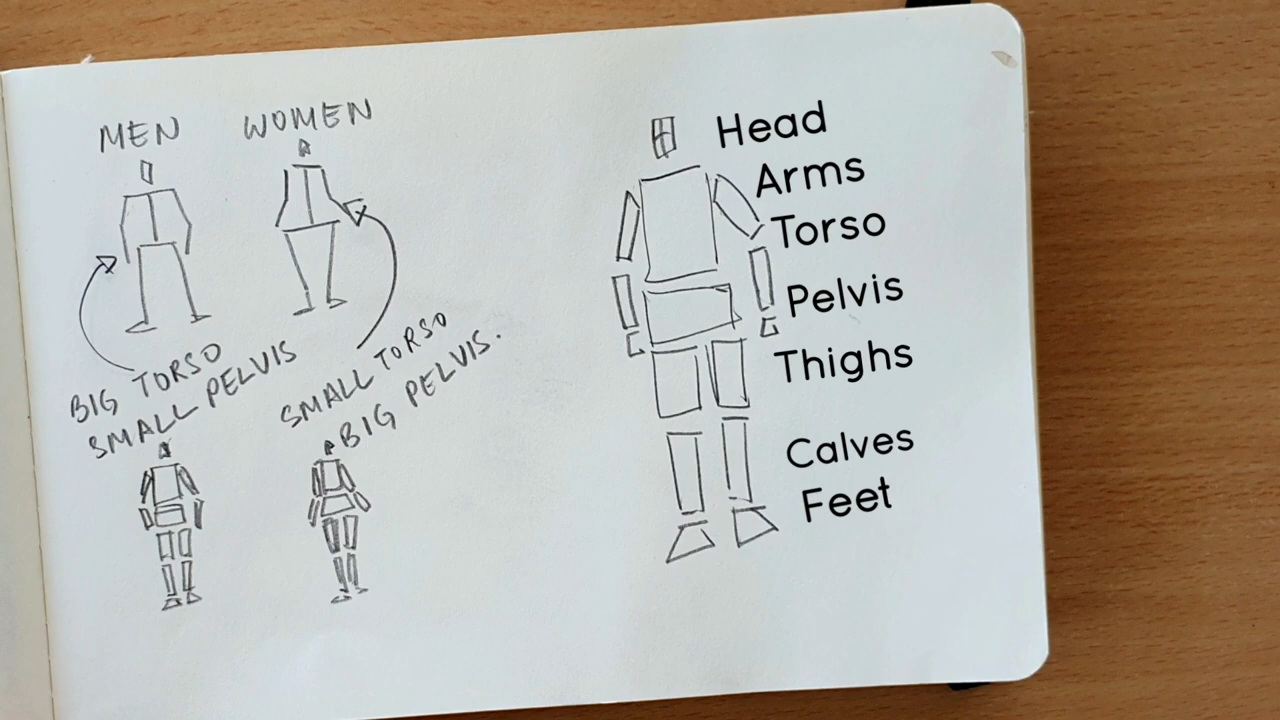 MEN
WOMEN
BIG TORSO
SMALL PELVIS
SMALL TORSO
BIG PELVIS.
Head
Arms
Torso
Pelvis
Thighs
Calves
Feet